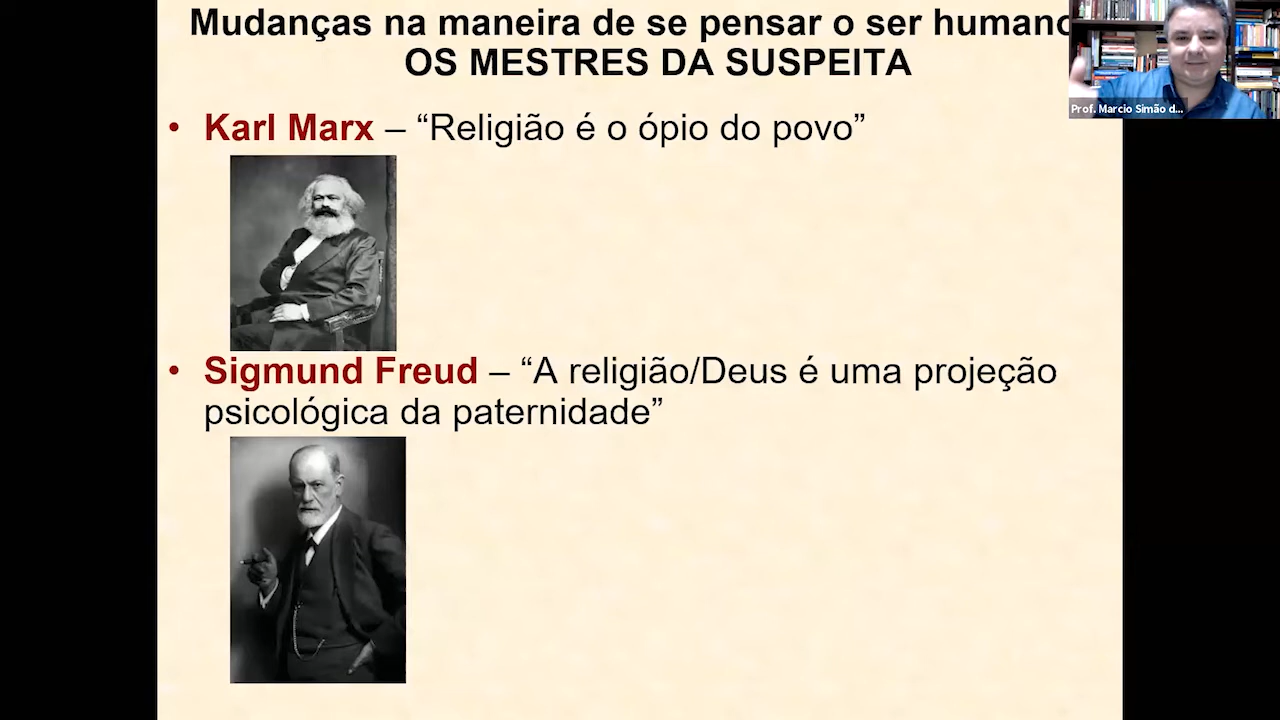 Mudanças na maneira de se pensar o ser humano
OS MESTRES DA SUSPEITA
Prof. Marcio Simão d...
• Karl Marx – “Religião é o ópio do povo”
• Sigmund Freud – “A religião/Deus é uma projeção
psicológica da paternidade”